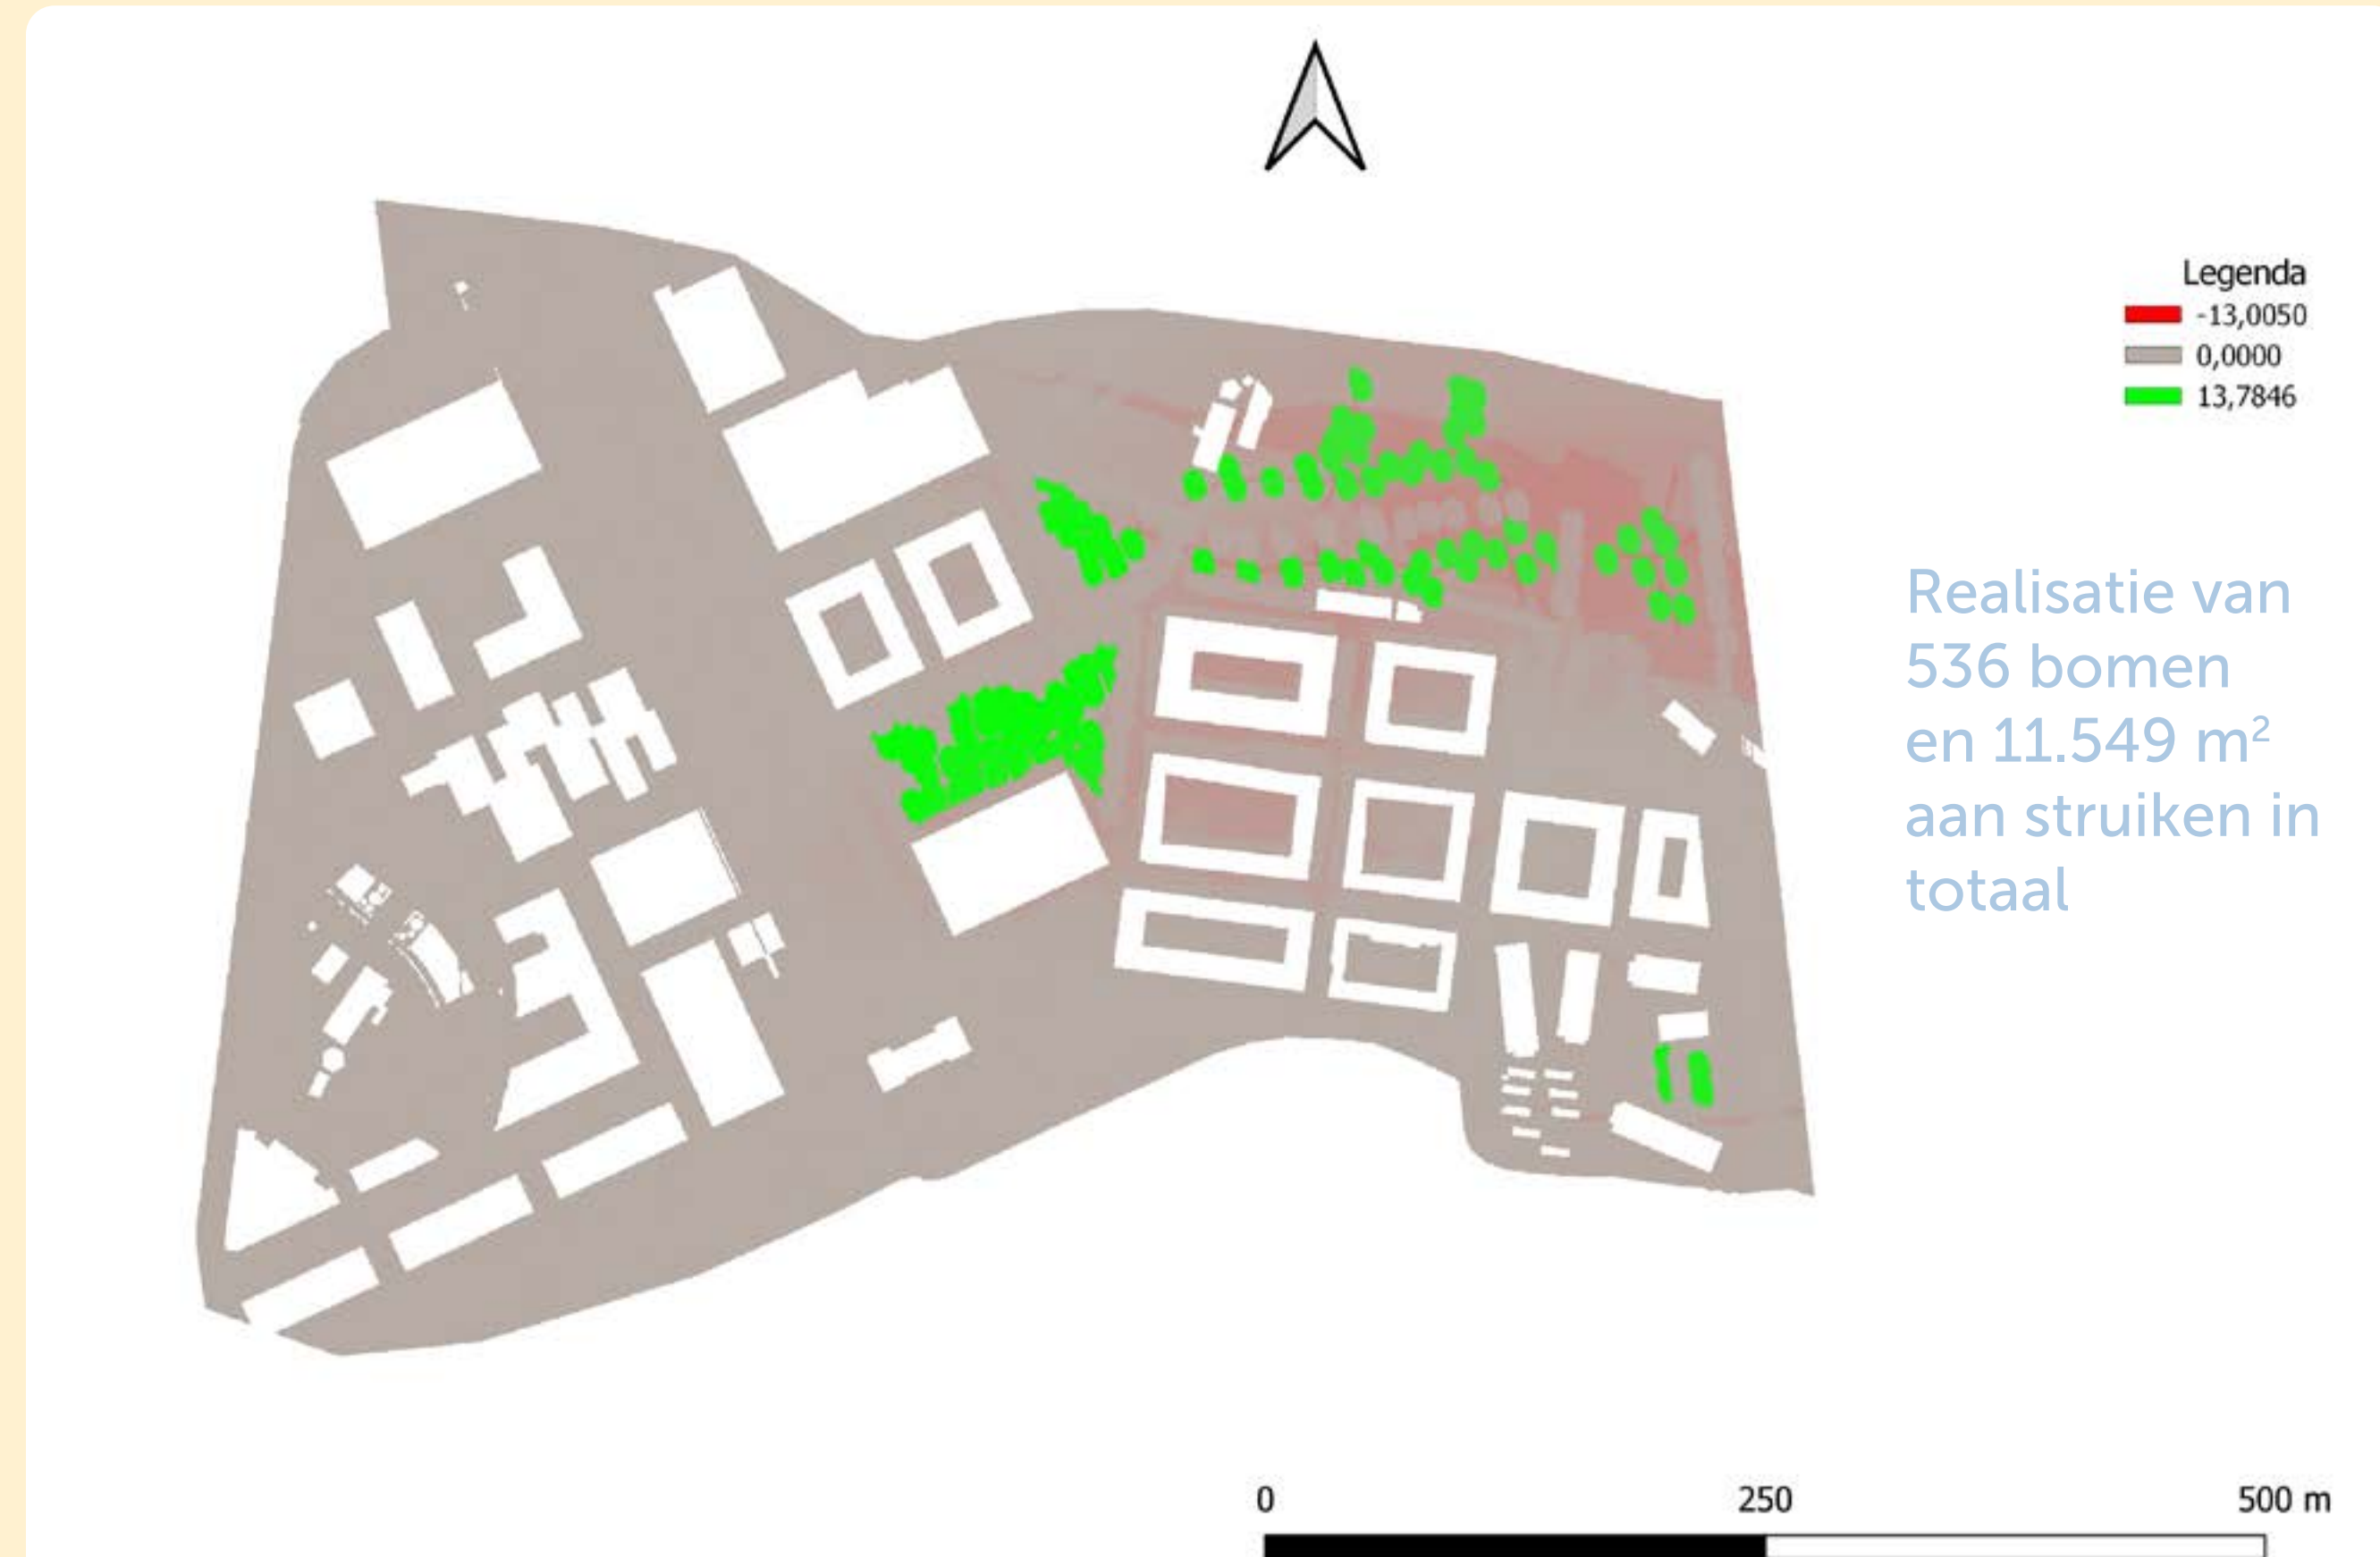 Legenda
-13,0050
0,0000
13,7846
Realisatie van
536 bomen
en 11.549 m²
aan struiken in
totaal
0 250 500 m